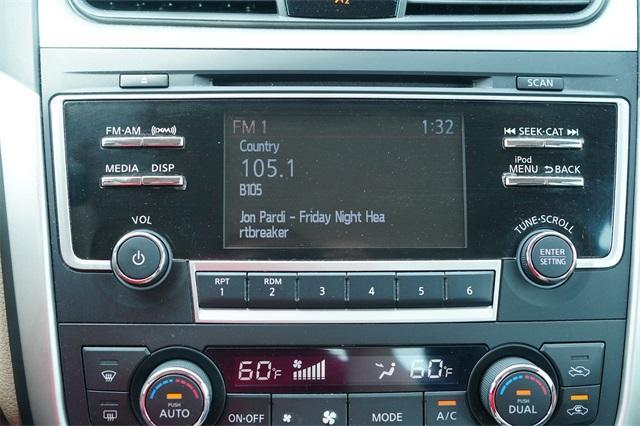 SCAN
FM·AM (XM)
SEEK·CAT
MEDIA DISP
iPod
MENU BACK
FM 1 1:32
Country
105.1
B105
Jon Pardi - Friday Night Hea
rtbreaker
VOL
TUNE·SCROLL
ENTER
SETTING
RPT
1
RDM
2
3
4
5
6
60°F 60°F
PUSH
AUTO
ON·OFF
MODE
A/C
PUSH
DUAL